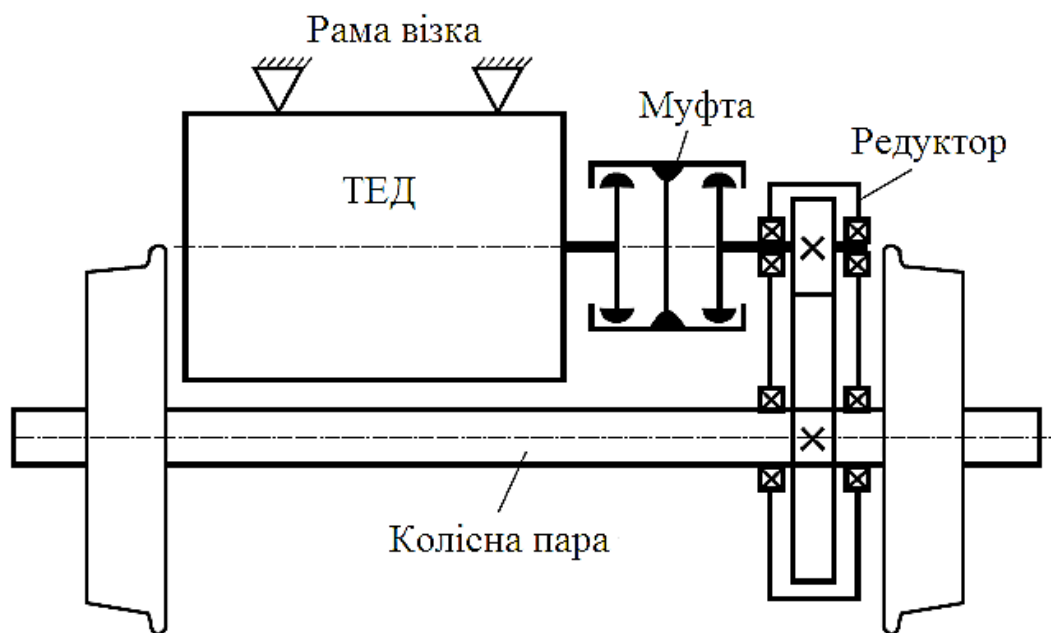 Рама візка
Муфта
Редуктор
ТЕД
Колісна пара